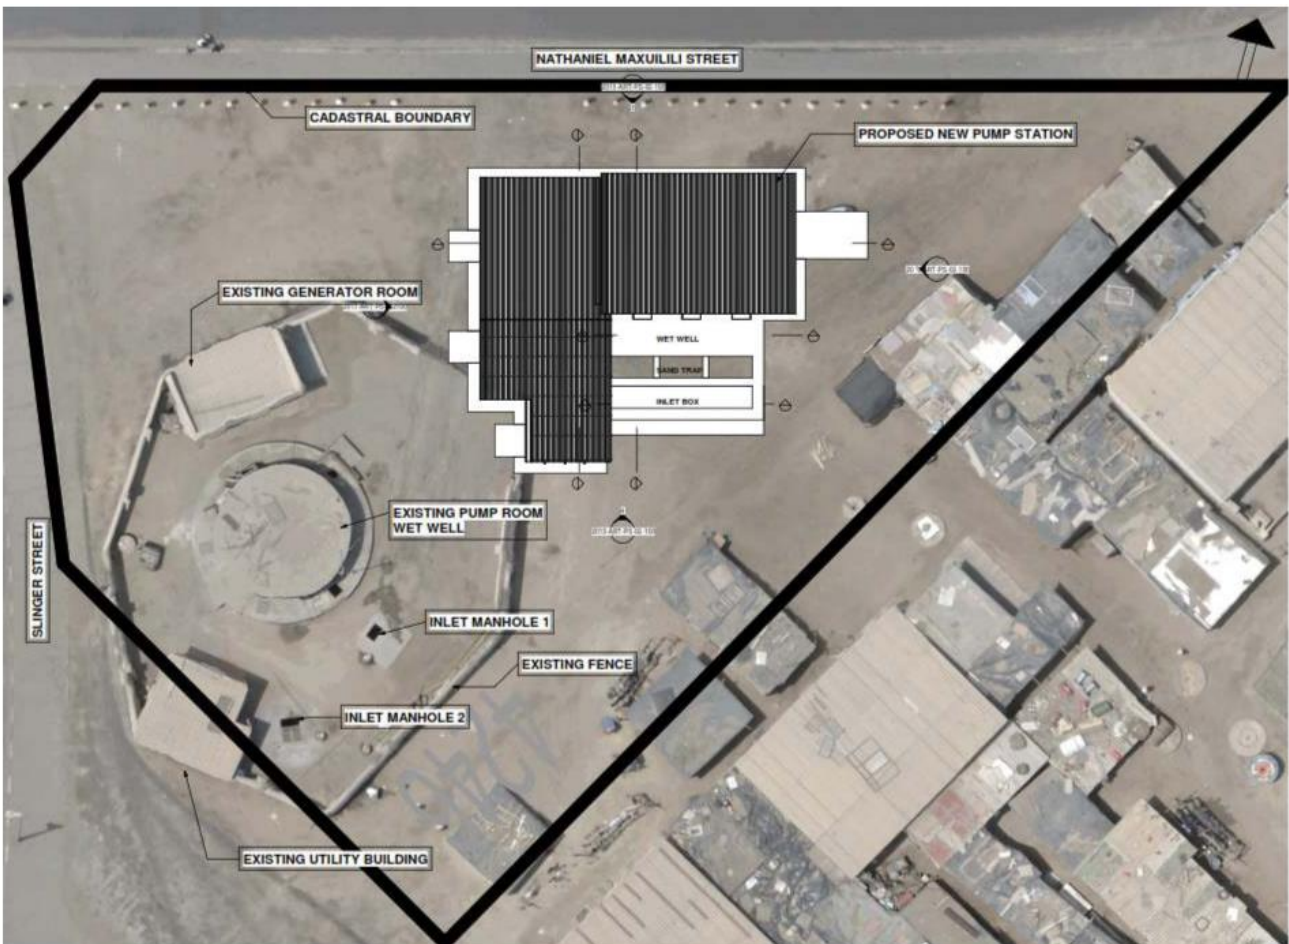 NATHANIEL MAXUILILI STREET
CADASTRAL BOUNDARY
PROPOSED NEW PUMP STATION
EXISTING GENERATOR ROOM
WET WELL
SAND TRAP
INLET BOX
EXISTING PUMP ROOM
WET WELL
SLINGER STREET
INLET MANHOLE 1
EXISTING FENCE
INLET MANHOLE 2
EXISTING UTILITY BUILDING